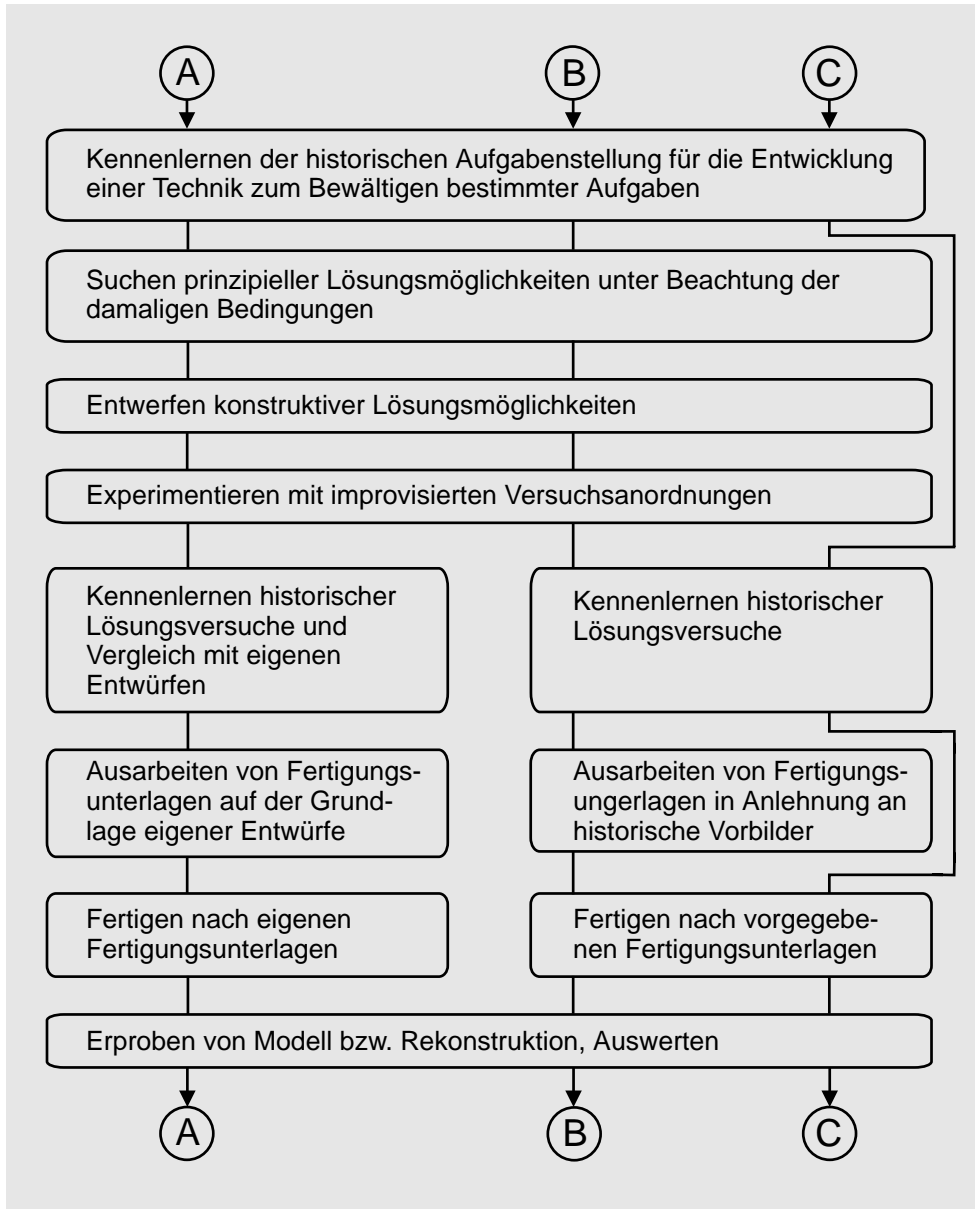 A
B
C
Kennenlernen der historischen Aufgabenstellung für die Entwicklung
einer Technik zum Bewältigen bestimmter Aufgaben
Suchen prinzipieller Lösungsmöglichkeiten unter Beachtung der
damaligen Bedingungen
Entwerfen konstruktiver Lösungsmöglichkeiten
Experimentieren mit improvisierten Versuchsanordnungen
Kennenlernen historischer
Lösungsversuche und
Vergleich mit eigenen
Entwürfen
Kennenlernen historischer
Lösungsversuche
Ausarbeiten von Fertigungs-
unterlagen auf der Grund-
lage eigener Entwürfe
Ausarbeiten von Fertigungs-
ungerlagen in Anlehnung an
historische Vorbilder
Fertigen nach eigenen
Fertigungsunterlagen
Fertigen nach vorgegebe-
nen Fertigungsunterlagen
Erproben von Modell bzw. Rekonstruktion, Auswerten
A
B
C